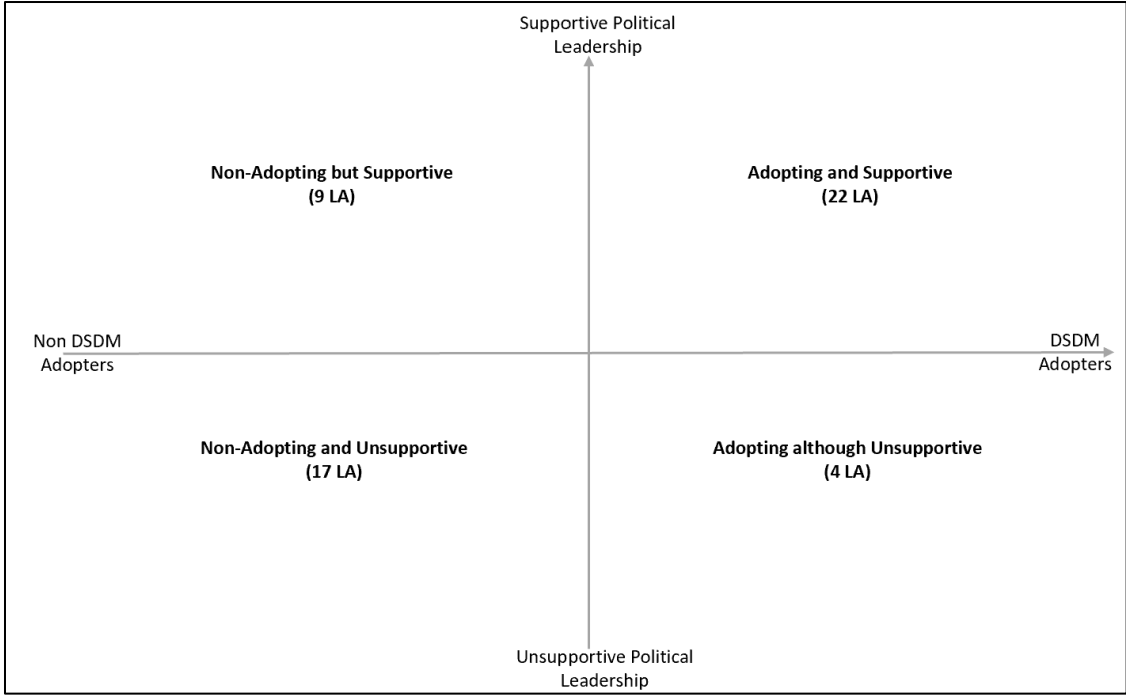 Supportive Political
Leadership
Non-Adopting but Supportive
(9 LA)
Adopting and Supportive
(22 LA)
Non DSDM
Adopters
DSDM
Adopters
Non-Adopting and Unsupportive
(17 LA)
Adopting although Unsupportive
(4 LA)
Unsupportive Political
Leadership